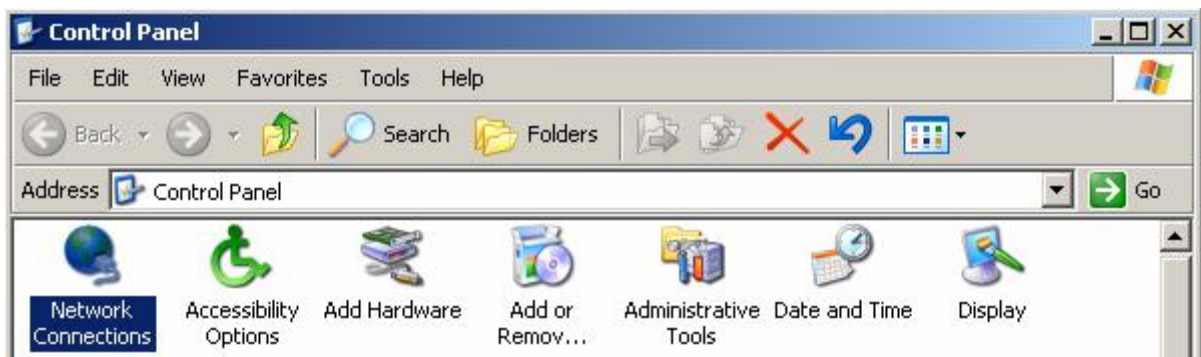 Control Panel
File Edit View Favorites Tools Help
Back Search Folders
Address Control Panel Go
Network Connections
Accessibility Options
Add Hardware
Add or Remov...
Administrative Tools
Date and Time
Display